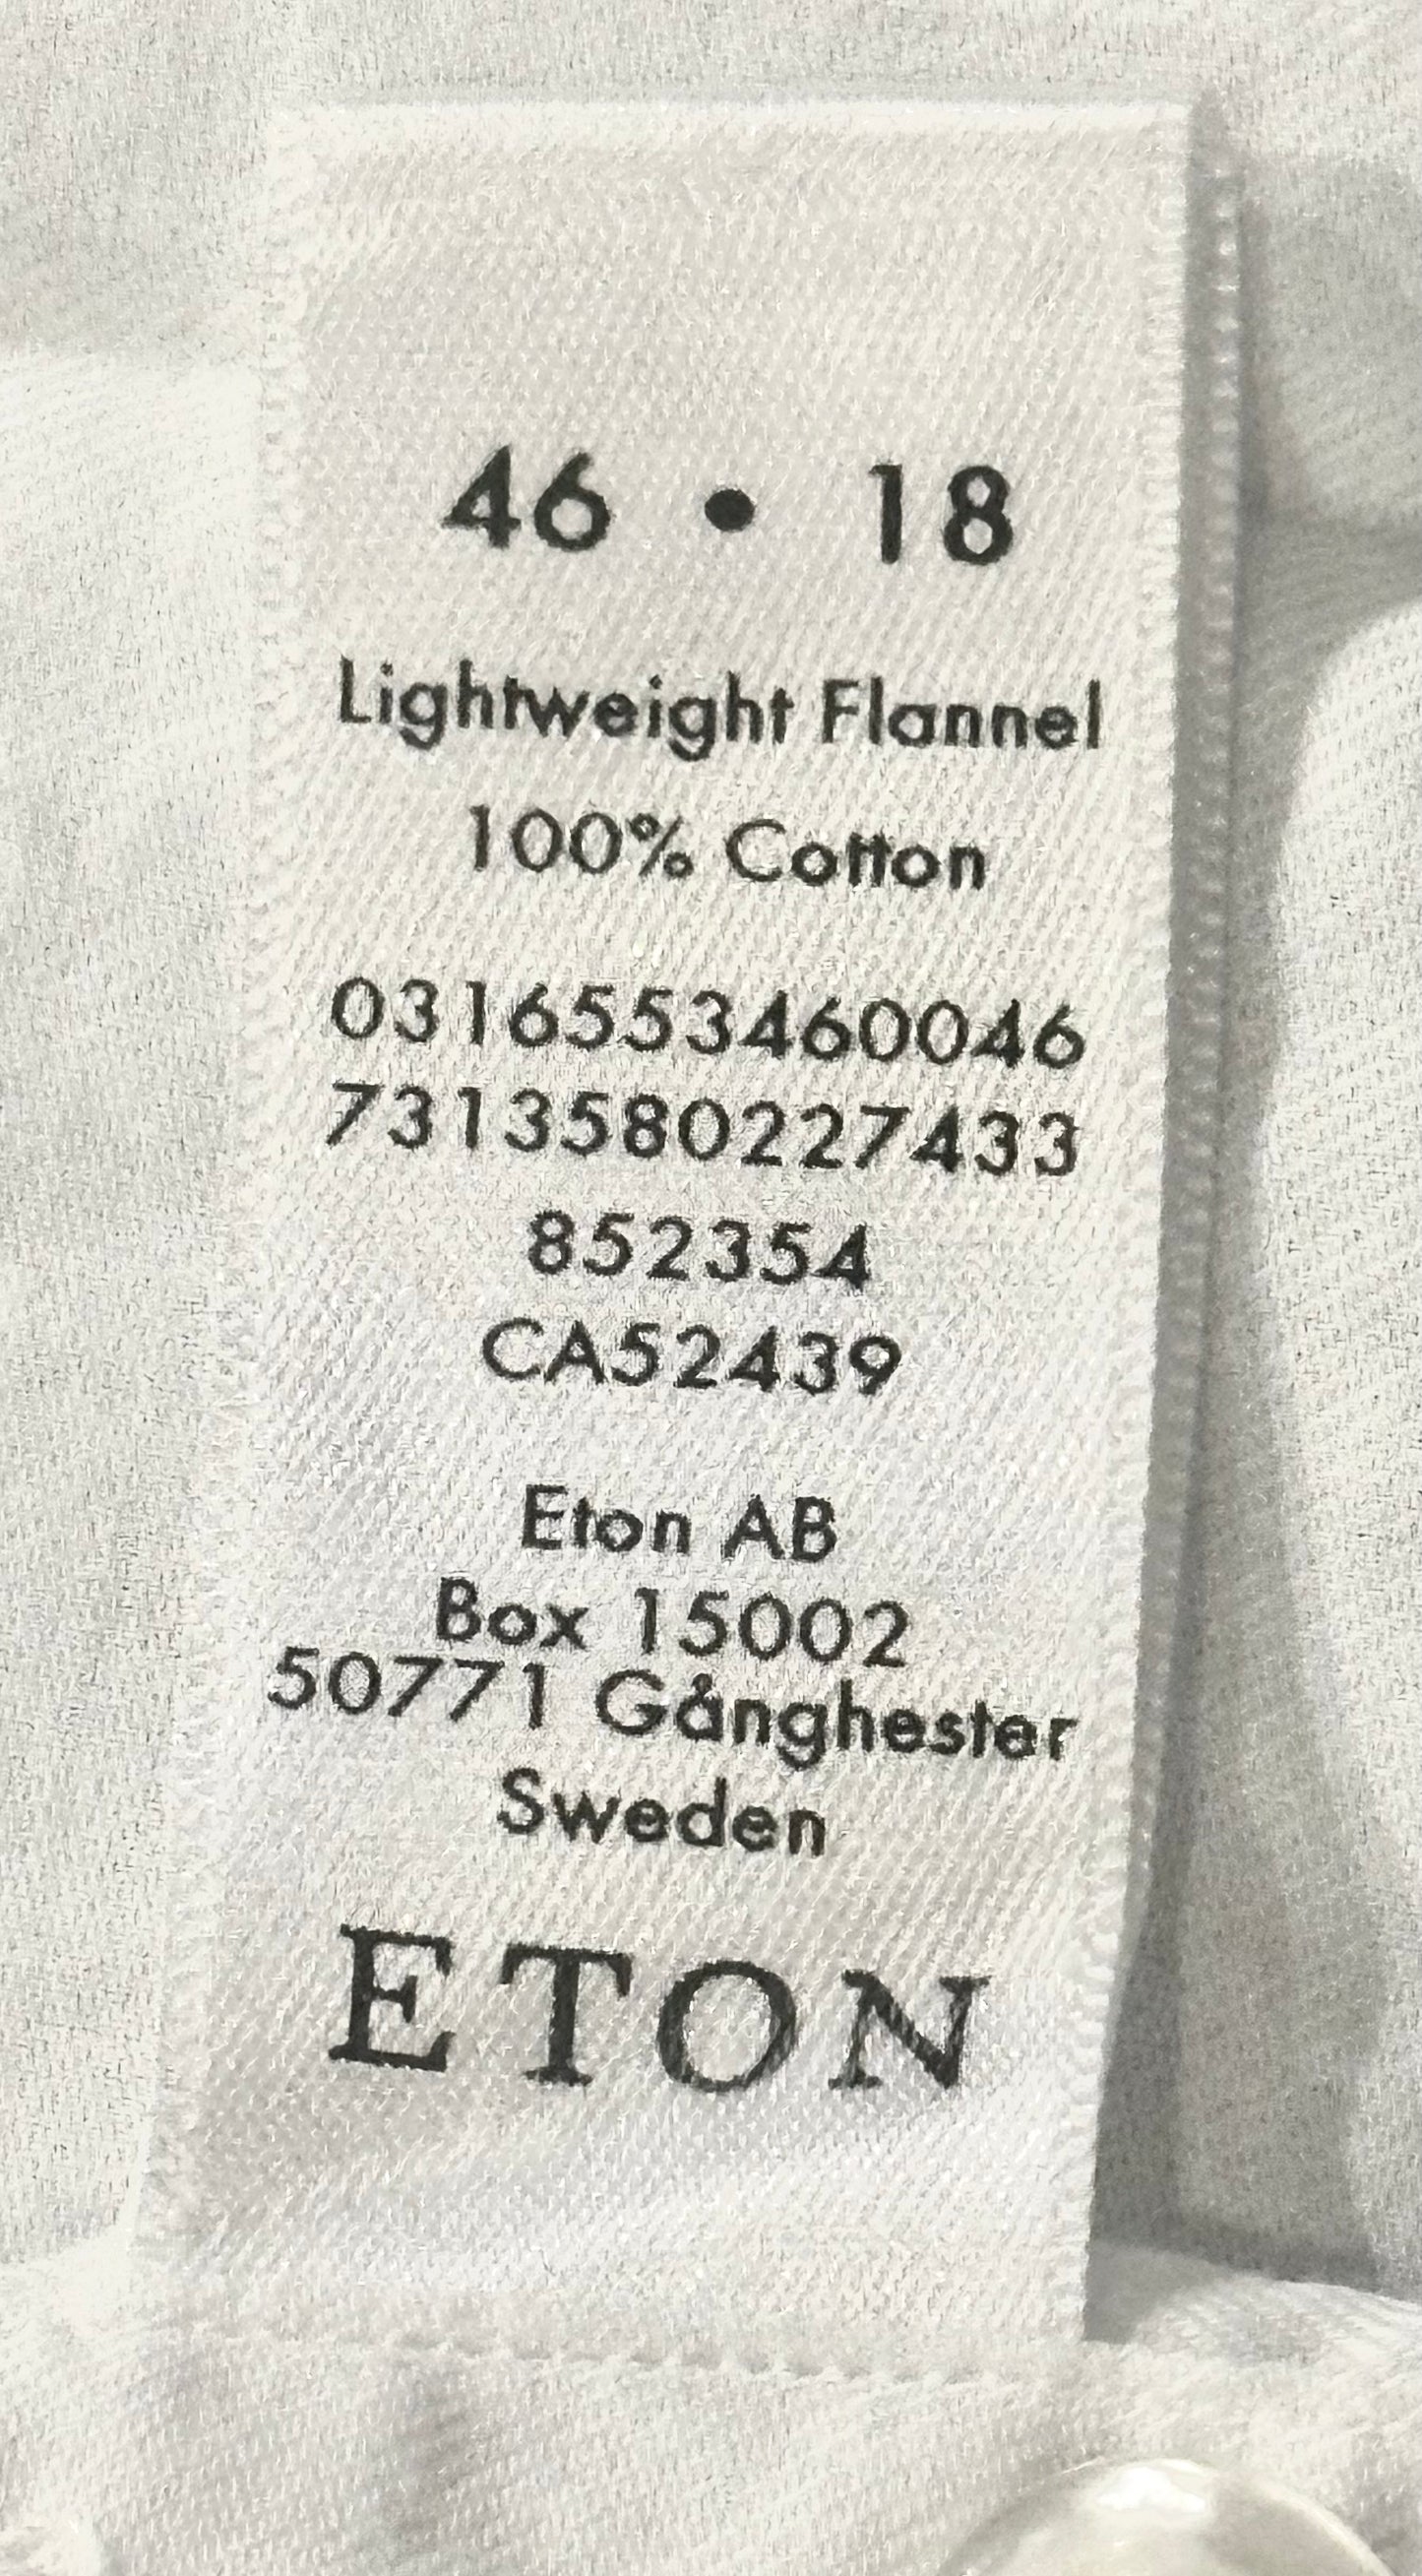 46 • 18
Lightweight Flannel
100% Cotton
0316553460046
7313580227433
852354
CA52439
Eton AB
Box 15002
50771 Gånghester
Sweden
ETON